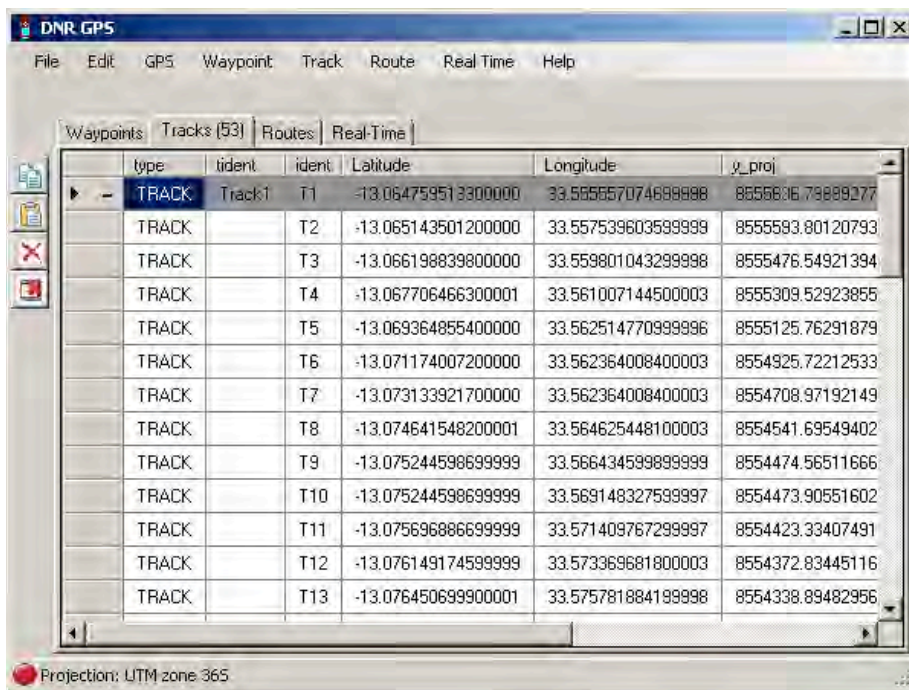 DNR GPS
File Edit GPS Waypoint Track Route Real Time Help
Waypoints Tracks (53) Routes Real-Time
type tident ident Latitude Longitude y_proj
TRACK Track1 T1
TRACK T2 -13.065143501200000 33.557539603599999 8555593.80120793
TRACK T3 -13.066198839800000 33.559801043299998 8555476.54921394
TRACK T4 -13.067706466300001 33.561007144500003 8555309.52923855
TRACK T5 -13.069364855400000 33.562514770999996 8555125.76291879
TRACK T6 -13.071174007200000 33.562364008400003 8554925.72212533
TRACK T7 -13.073133921700000 33.562364008400003 8554708.97192149
TRACK T8 -13.074641548200001 33.564625448100003 8554541.69549402
TRACK T9 -13.075244598699999 33.566434599899999 8554474.56511666
TRACK T10 -13.075244598699999 33.569148327599997 8554473.90551602
TRACK T11 -13.075696886699999 33.571409767299997 8554423.33407491
TRACK T12 -13.076149174599999 33.573369681800003 8554372.83445116
TRACK T13 -13.076450699900001 33.575781884199998 8554338.89482956
Projection: UTM zone 36S